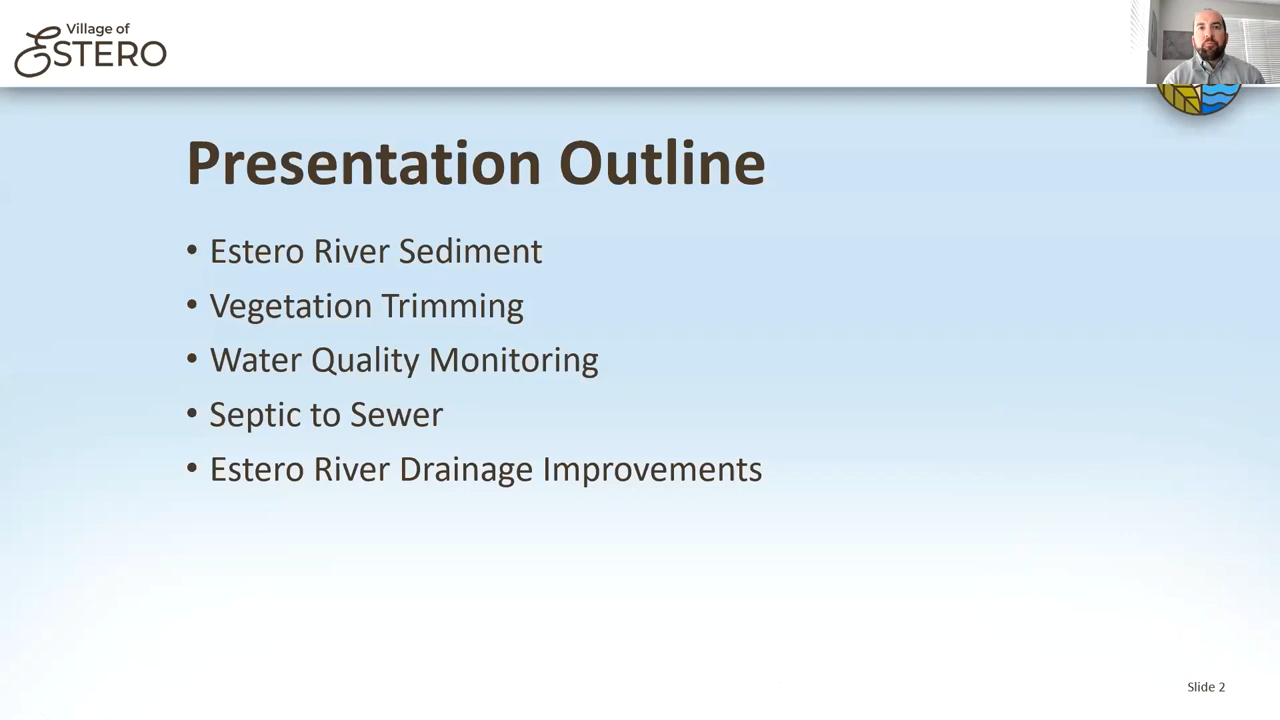 Village of
ESTERO
Presentation Outline
• Estero River Sediment
• Vegetation Trimming
• Water Quality Monitoring
• Septic to Sewer
• Estero River Drainage Improvements
Slide 2